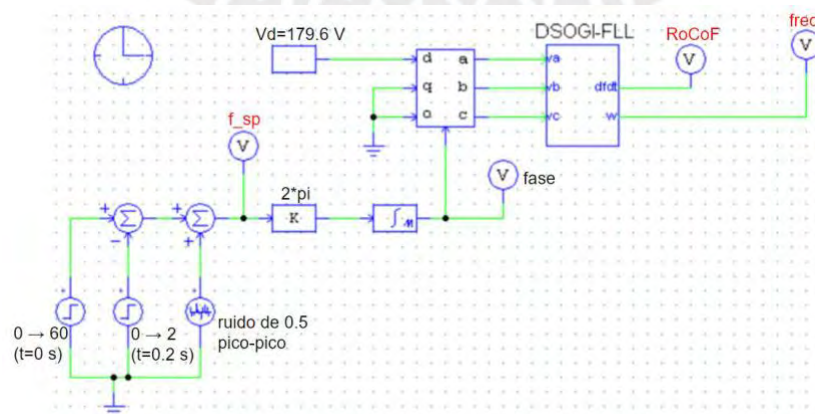 Vd=179.6 V
DSOGI-FLL
RoCoF
freq
V
V
d a
q b
o c
va
vb
vc
dfdt
w
f_sp
V
2*pi
K
V
fase
0 → 60
(t=0 s)
0 → 2
(t=0.2 s)
ruido de 0.5
pico-pico